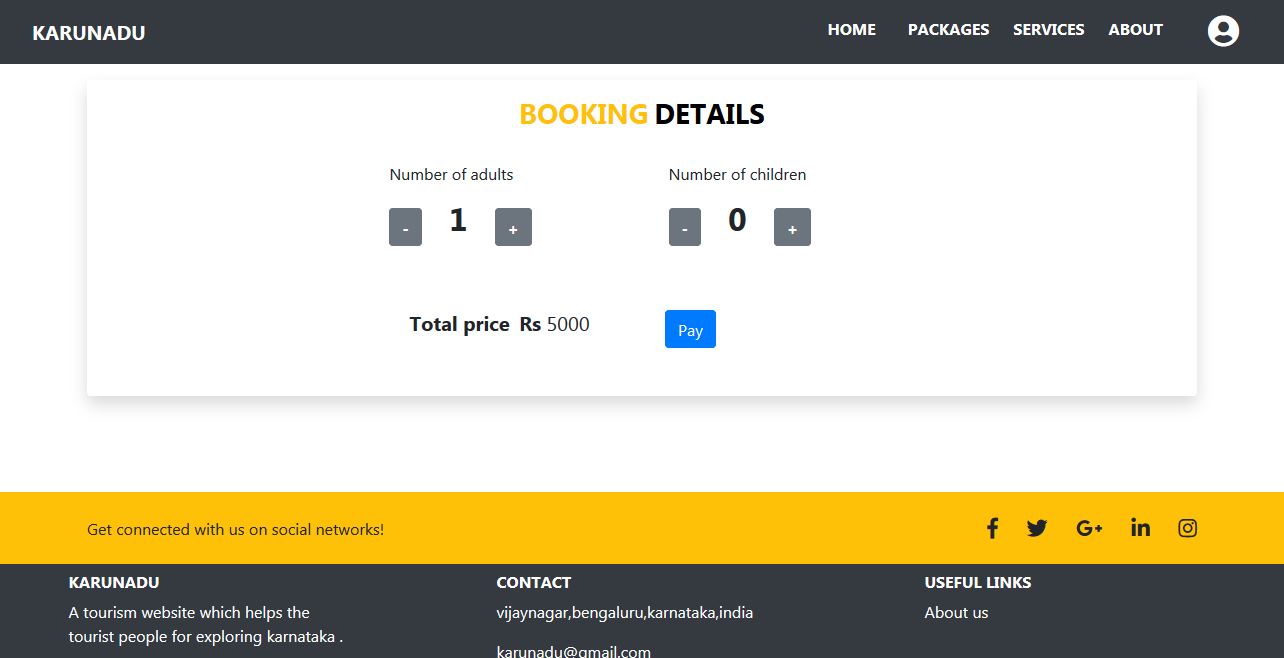 KARUNADU
HOME PACKAGES SERVICES ABOUT
BOOKING DETAILS
Number of adults Number of children
- 1 + - 0 +
Total price Rs 5000 Pay
Get connected with us on social networks!
KARUNADU CONTACT USEFUL LINKS
A tourism website which helps the vijaynagar,bengaluru,karnataka,india About us
tourist people for exploring karnataka .
karunadu@gmail.com